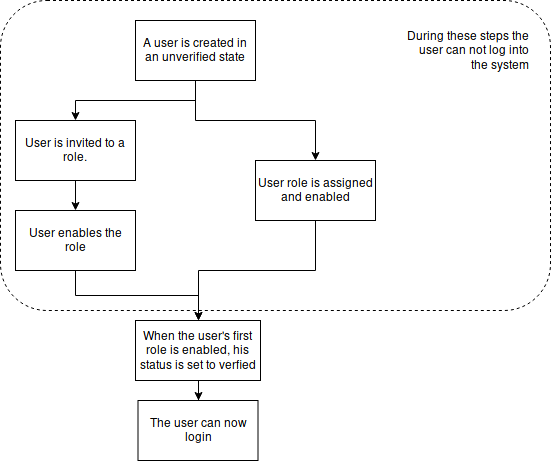 A user is created in
an unverified state
During these steps the
user can not log into
the system
User is invited to a
role.
User role is assigned
and enabled
User enables the
role
When the user's first
role is enabled, his
status is set to verfied
The user can now
login